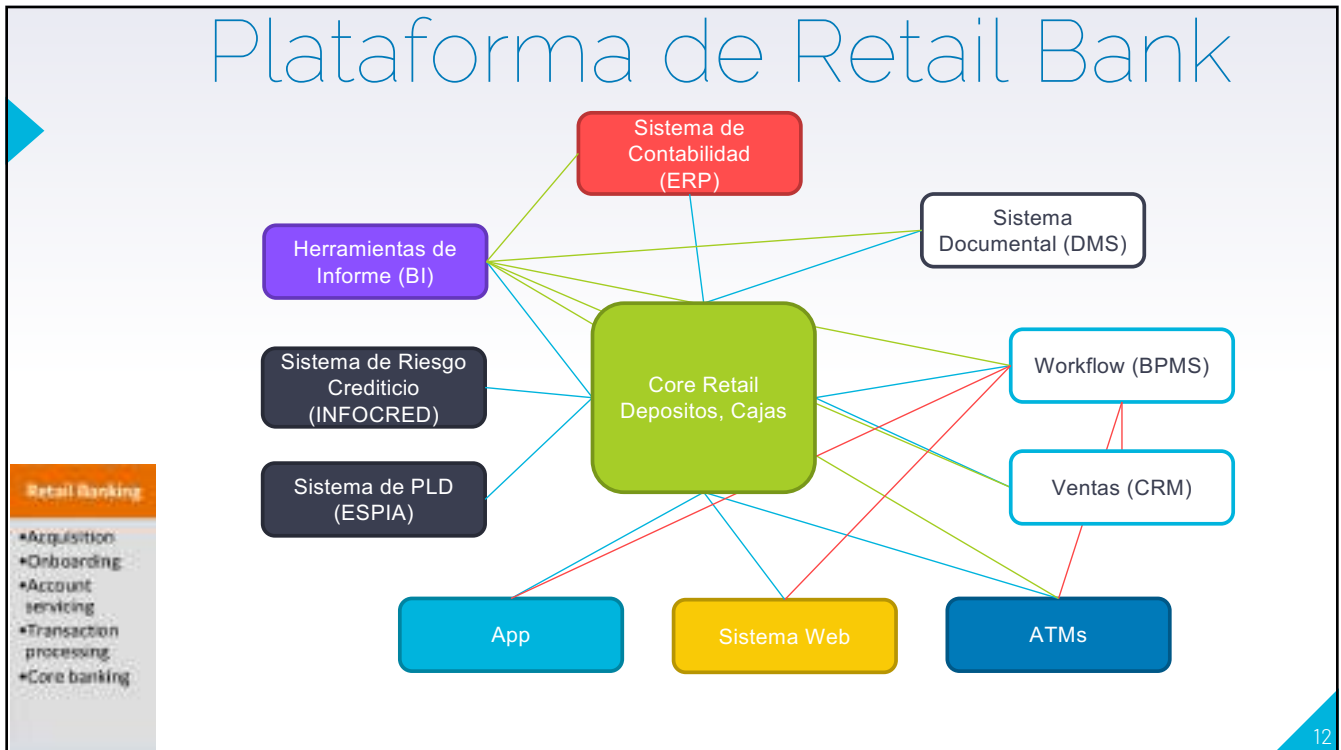 Plataforma de Retail Bank
Sistema de
Contabilidad
(ERP)
Sistema
Documental (DMS)
Herramientas de
Informe (BI)
Sistema de Riesgo
Crediticio
(INFOCRED)
Core Retail
Depositos, Cajas
Workflow (BPMS)
Sistema de PLD
(ESPIA)
Ventas (CRM)
Retail Banking
•Acquisition
•Onboarding
•Account
servicing
•Transaction
processing
•Core banking
App
Sistema Web
ATMs
12